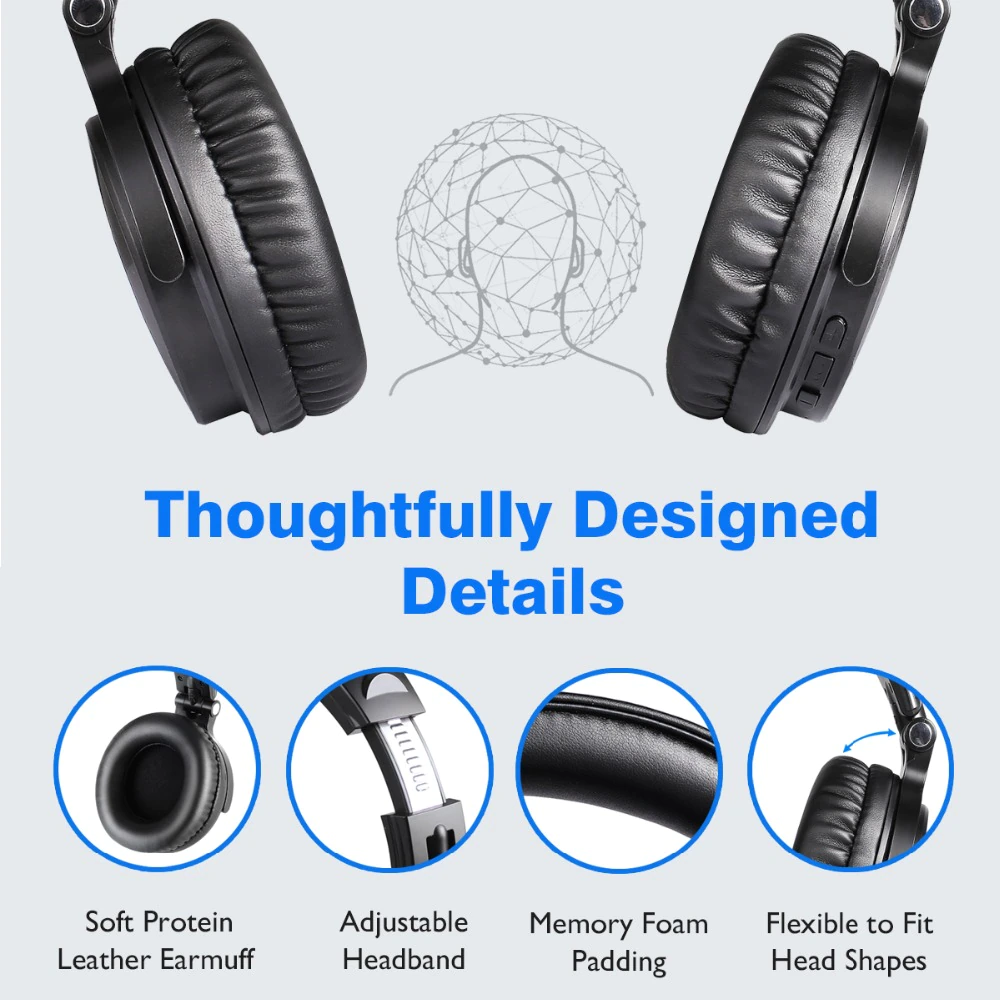 Thoughtfully Designed
Details
Soft Protein
Leather Earmuff
Adjustable
Headband
Memory Foam
Padding
Flexible to Fit
Head Shapes